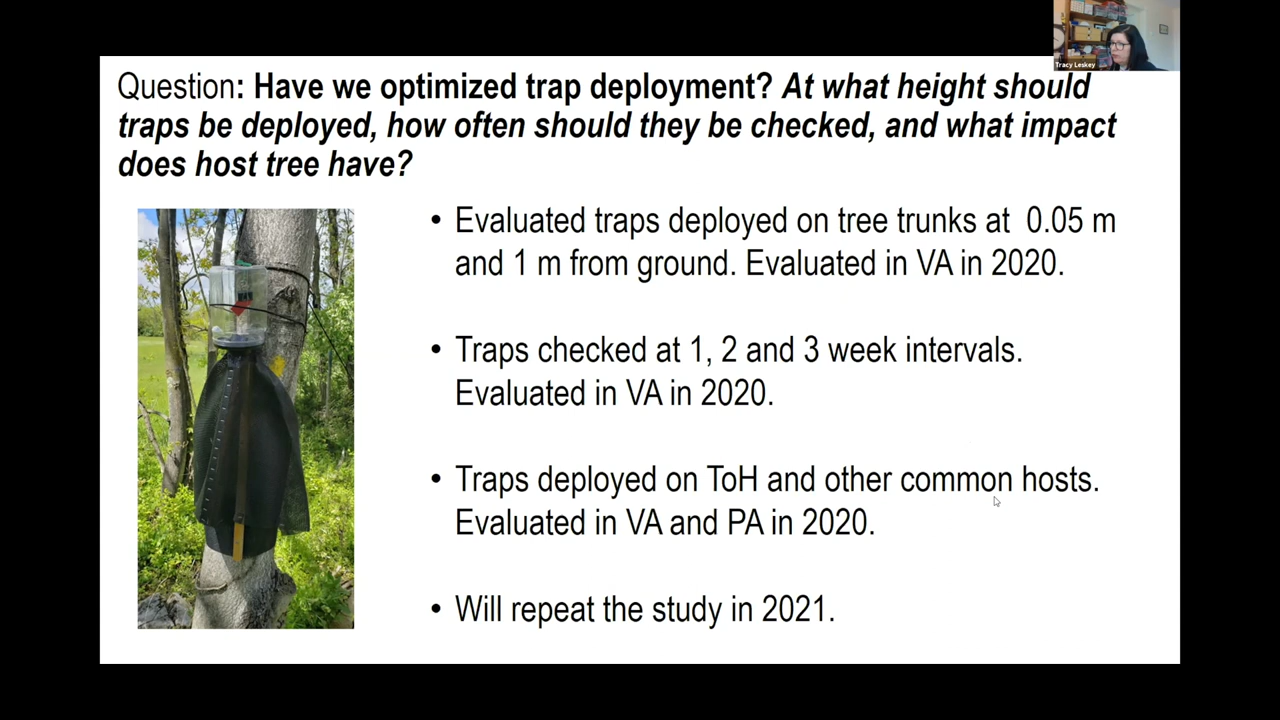 Tracy Leskey
Question: Have we optimized trap deployment? At what height should
traps be deployed, how often should they be checked, and what impact
does host tree have?
• Evaluated traps deployed on tree trunks at 0.05 m
and 1 m from ground. Evaluated in VA in 2020.
• Traps checked at 1, 2 and 3 week intervals.
Evaluated in VA in 2020.
• Traps deployed on ToH and other common hosts.
Evaluated in VA and PA in 2020.
• Will repeat the study in 2021.